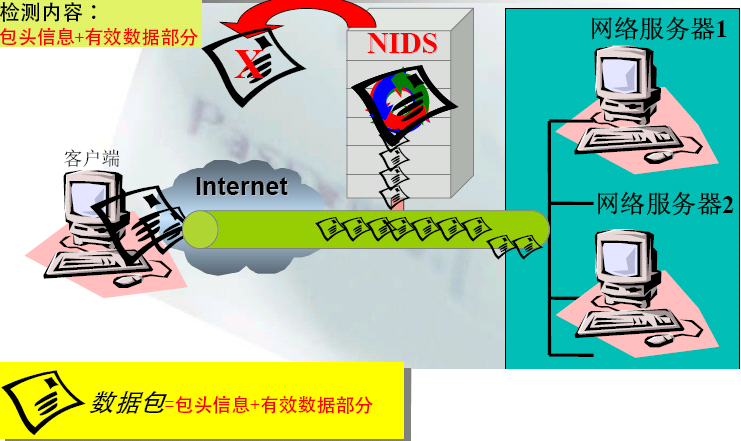 检测内容：
包头信息+有效数据部分
X
NIDS
网络服务器1
客户端
Internet
网络服务器2
数据包=包头信息+有效数据部分